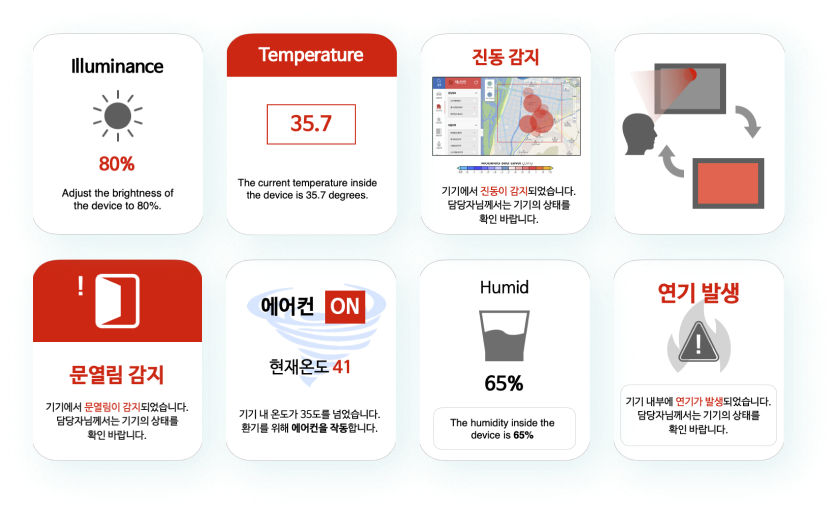 Illuminance
80%
Adjust the brightness of
the device to 80%.
Temperature
35.7
The current temperature inside
the device is 35.7 degrees.
진동 감지
기기에서 진동이 감지되었습니다.
담당자님께서는 기기의 상태를
확인 바랍니다.
!
문열림 감지
기기에서 문열림이 감지되었습니다.
담당자님께서는 기기의 상태를
확인 바랍니다.
에어컨 ON
현재온도 41
기기 내 온도가 35도를 넘었습니다.
환기를 위해 에어컨을 작동합니다.
Humid
65%
The humidity inside the
device is 65%
연기 발생
!
기기 내부에 연기가 발생되었습니다.
담당자님께서는 기기의 상태를
확인 바랍니다.